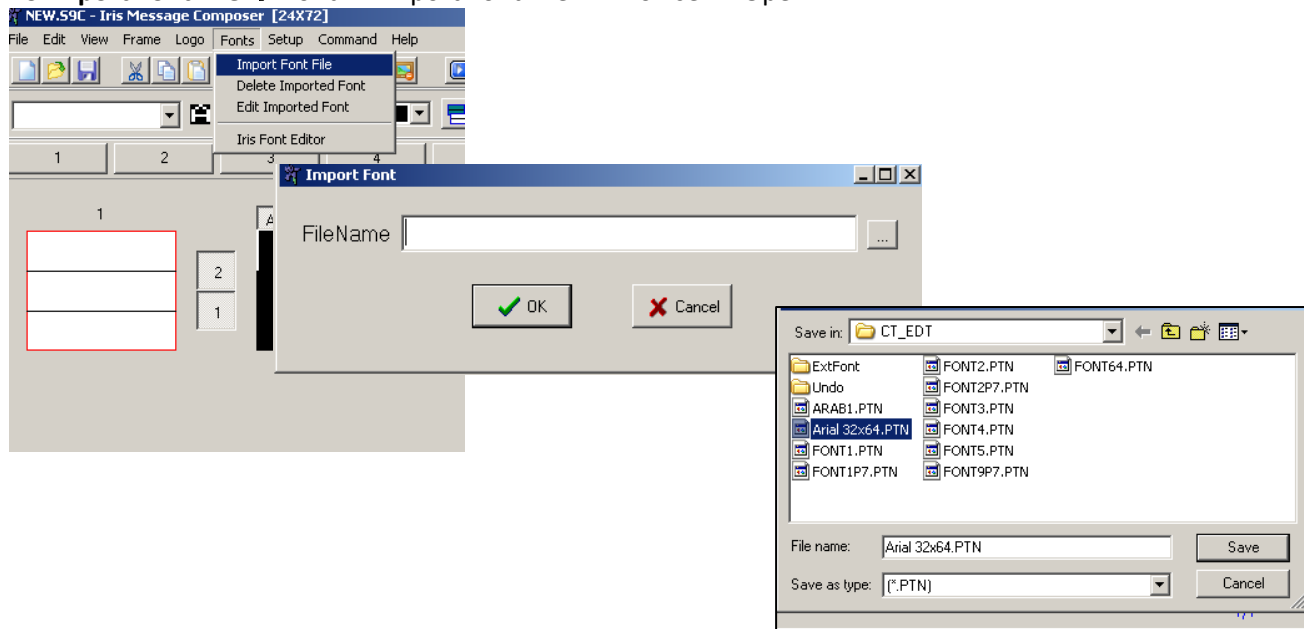 NEW.S9C - Iris Message Composer [24X72]
File Edit View Frame Logo Fonts Setup Command Help
Import Font File
Delete Imported Font
Edit Imported Font
Iris Font Editor
1 2 3 4
Import Font
1
FileName
...
2
1
OK Cancel
Save in: CT_EDT
ExtFont FONT2.PTN FONT64.PTN
Undo FONT2P7.PTN
ARAB1.PTN FONT3.PTN
Arial 32x64.PTN FONT4.PTN
FONT1.PTN FONT5.PTN
FONT1P7.PTN FONT9P7.PTN
File name: Arial 32x64.PTN Save
Save as type: (*.PTN) Cancel